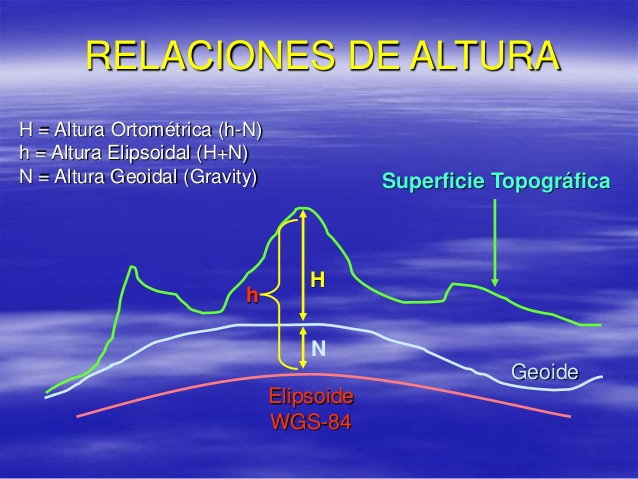 RELACIONES DE ALTURA
H = Altura Ortométrica (h-N)
h = Altura Elipsoidal (H+N)
N = Altura Geoidal (Gravity)
Superficie Topográfica
H
h
N
Geoide
Elipsoide
WGS-84